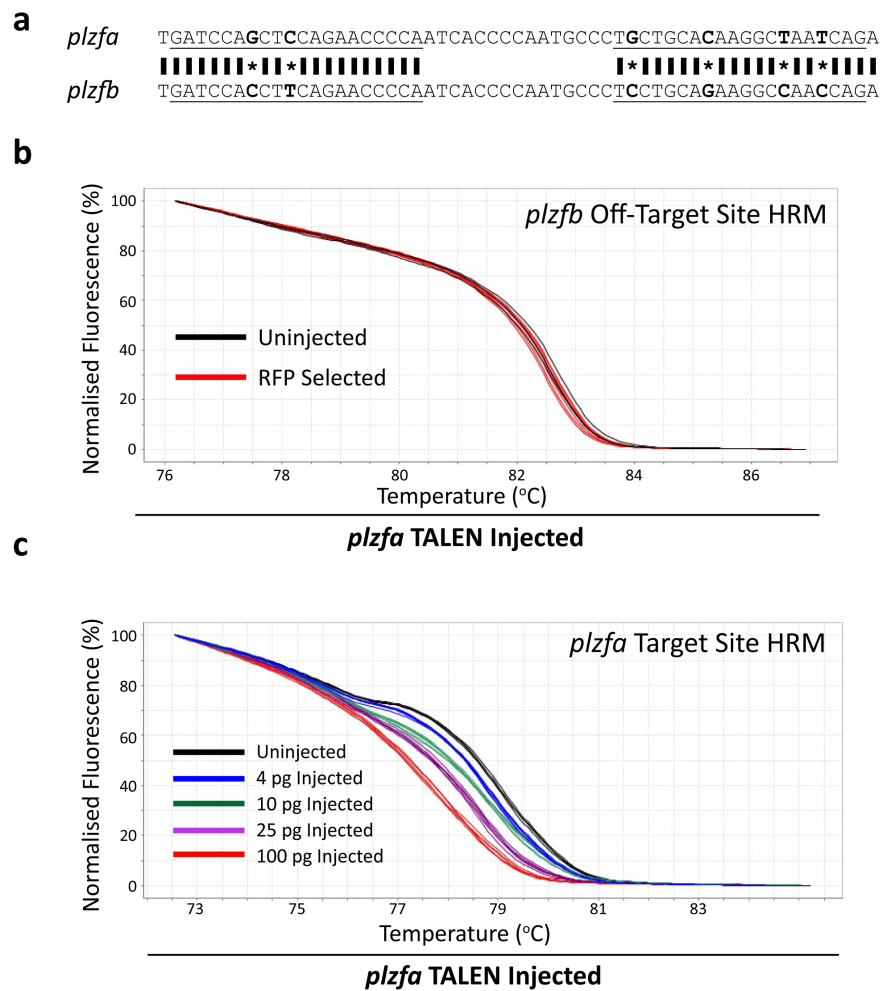 a
plzfa TGATCCAGCTCCAGAACCCCAATCACCCCAATGCCCTGCTGCACAAGGCTAATCAGA
* * * * * *
plzfb TGATCCACCTTCAGAACCCCAATCACCCCAATGCCCTCCTGCAGAAGGCCAACCAGA
b
plzfb Off-Target Site HRM
Normalised Fluorescence (%)
100
80
60
40
20
0
Uninjected
RFP Selected
76 78 80 82 84 86
Temperature (°C)
plzfa TALEN Injected
c
plzfa Target Site HRM
Normalised Fluorescence (%)
100
80
60
40
20
0
Uninjected
4 pg Injected
10 pg Injected
25 pg Injected
100 pg Injected
73 75 77 79 81 83
Temperature (°C)
plzfa TALEN Injected